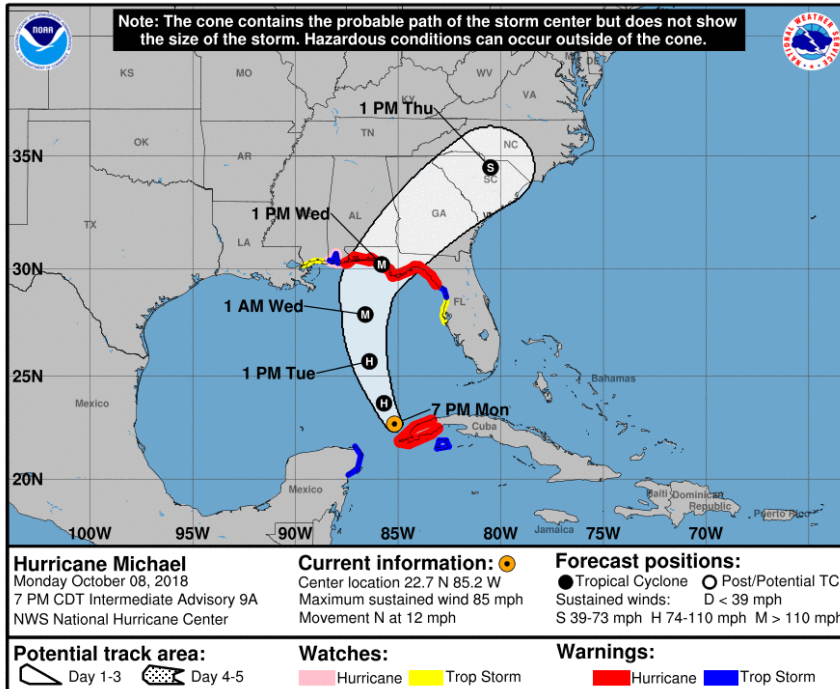 Note: The cone contains the probable path of the storm center but does not show
the size of the storm. Hazardous conditions can occur outside of the cone.
NOAA
NATIONAL WEATHER SERVICE
KS
MO
WV
VA
DE
KY
1 PM Thu
OK
AR
TN
NC
35N
SC
TX
LA
AL
GA
1 PM Wed
30N
FL
1 AM Wed
25N
1 PM Tue
Mexico
Bahamas
7 PM Mon
Cuba
20N
Mexico
Haiti
Dominican
Republic
Puerto Rico
Jamaica
100W
95W
90W
85W
80W
75W
70W
Hurricane Michael
Monday October 08, 2018
7 PM CDT Intermediate Advisory 9A
NWS National Hurricane Center
Current information:
Center location 22.7 N 85.2 W
Maximum sustained wind 85 mph
Movement N at 12 mph
Forecast positions:
Tropical Cyclone Post/Potential TC
Sustained winds: D < 39 mph
S 39-73 mph H 74-110 mph M > 110 mph
Potential track area:
Day 1-3 Day 4-5
Watches:
Hurricane Trop Storm
Warnings:
Hurricane Trop Storm
S
M
M
H
H